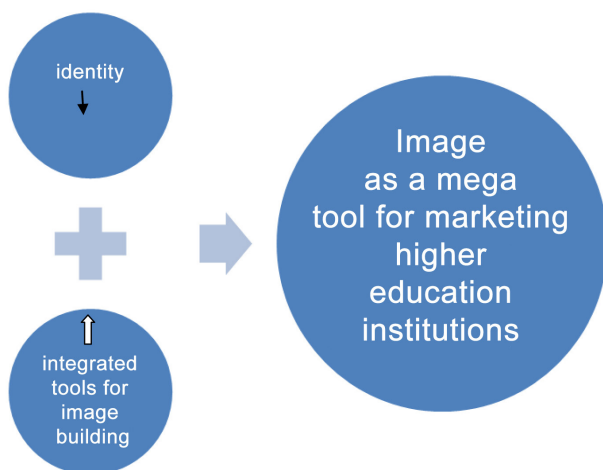 identity
integrated
tools for
image
building
Image
as a mega
tool for marketing
higher
education
institutions